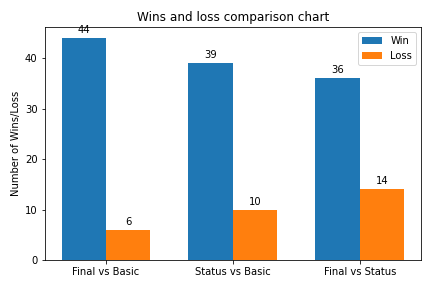 Wins and loss comparison chart
Number of Wins/Loss
40
30
20
10
0
44
6
39
10
36
14
Win
Loss
Final vs Basic
Status vs Basic
Final vs Status